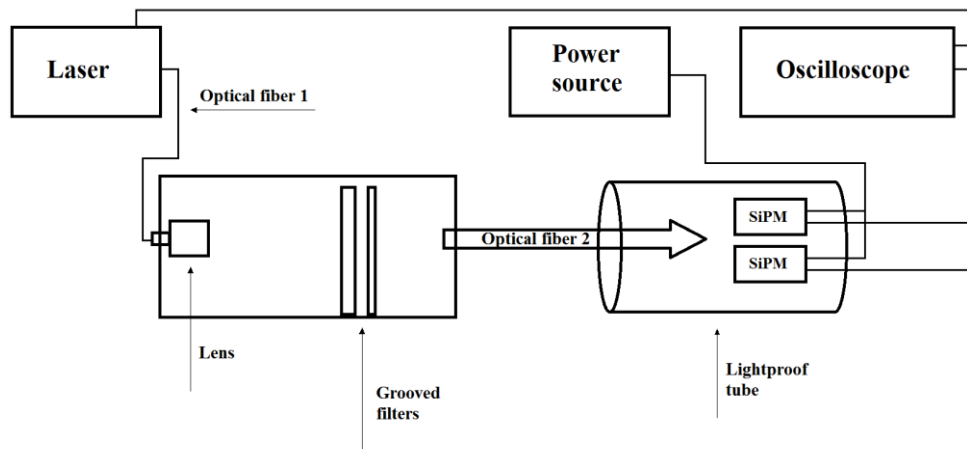 Laser
Optical fiber 1
Power
source
Oscilloscope
SiPM
Optical fiber 2
SiPM
Lens
Grooved
filters
Lightproof
tube